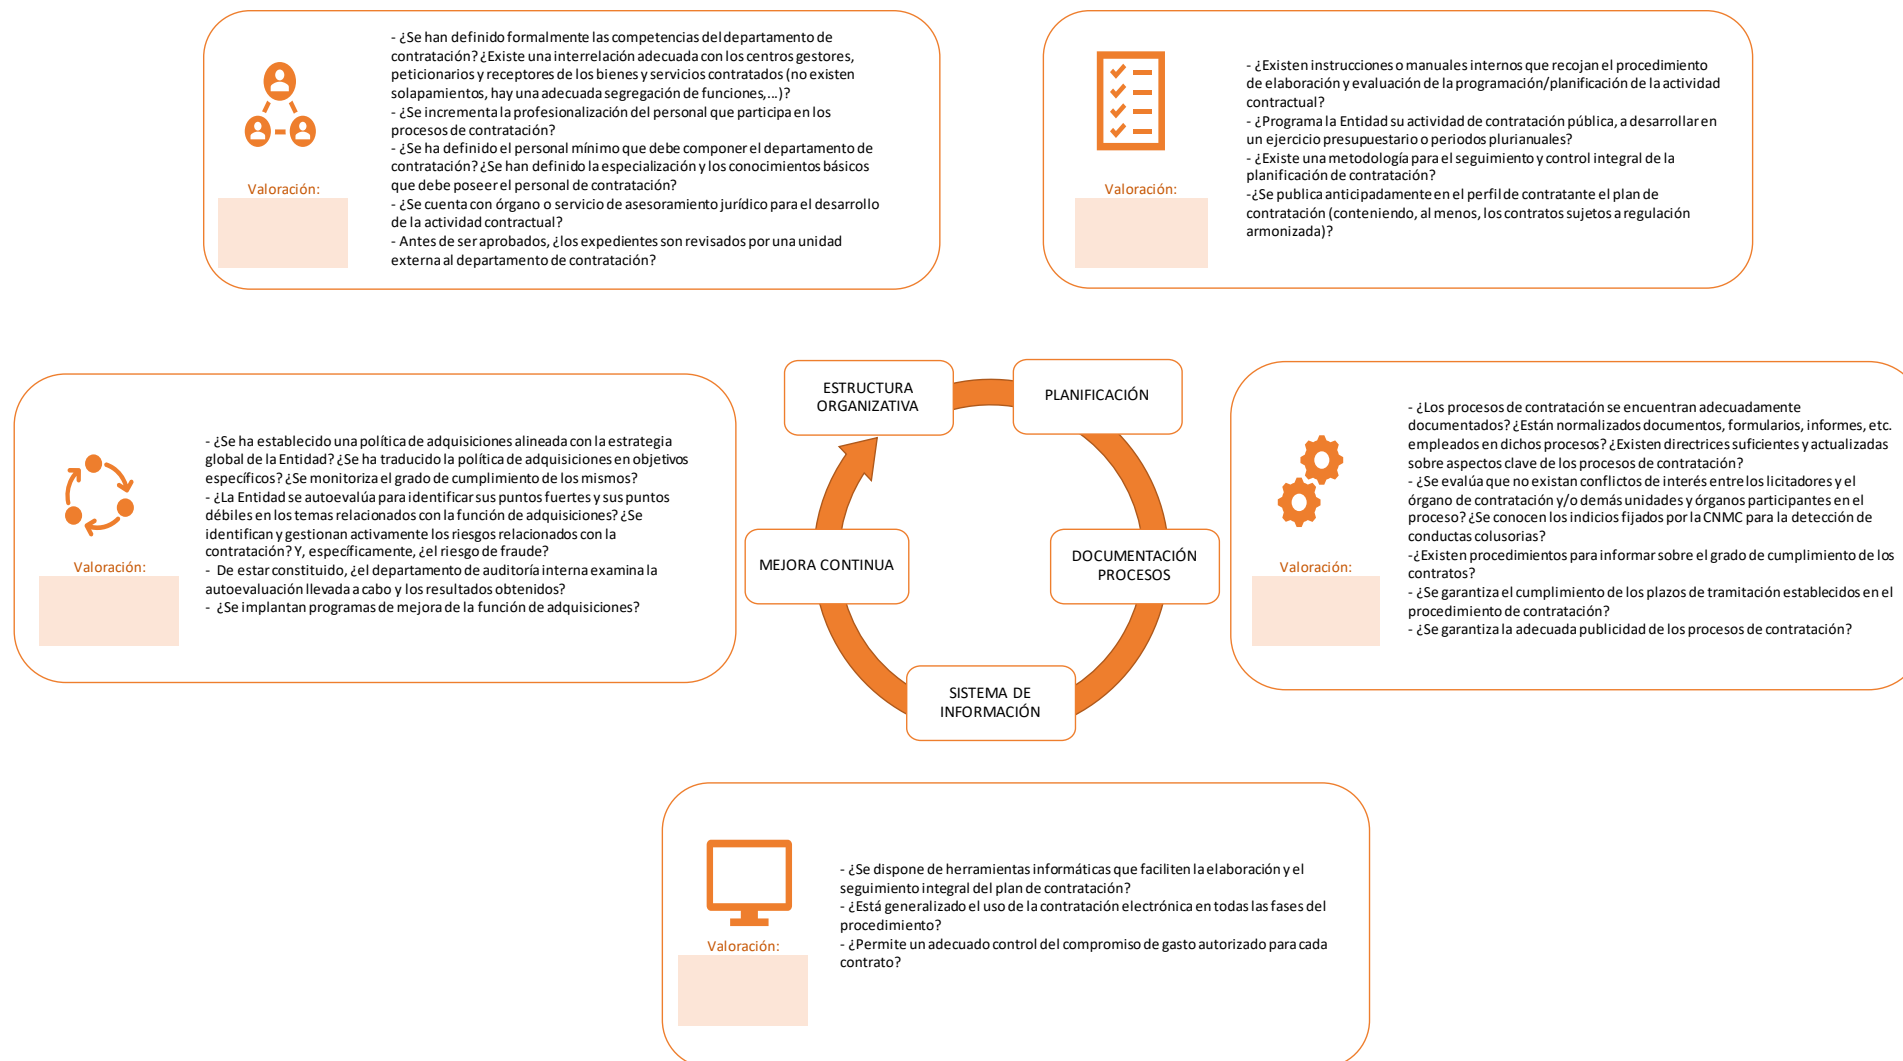 - ¿Se han definido formalmente las competencias del departamento de
contratación? ¿Existe una interrelación adecuada con los centros gestores,
peticionarios y receptores de los bienes y servicios contratados (no existen
solapamientos, hay una adecuada segregación de funciones,...)?
- ¿Se incrementa la profesionalización del personal que participa en los
procesos de contratación?
- ¿Se ha definido el personal mínimo que debe componer el departamento de
contratación? ¿Se han definido la especialización y los conocimientos básicos
que debe poseer el personal de contratación?
- ¿Se cuenta con órgano o servicio de asesoramiento jurídico para el desarrollo
de la actividad contractual?
- Antes de ser aprobados, ¿los expedientes son revisados por una unidad
externa al departamento de contratación?
Valoración:
- ¿Existen instrucciones o manuales internos que recojan el procedimiento
de elaboración y evaluación de la programación/planificación de la actividad
contractual?
- ¿Programa la Entidad su actividad de contratación pública, a desarrollar en
un ejercicio presupuestario o periodos plurianuales?
- ¿Existe una metodología para el seguimiento y control integral de la
planificación de contratación?
-¿Se publica anticipadamente en el perfil de contratante el plan de
contratación (conteniendo, al menos, los contratos sujetos a regulación
armonizada)?
Valoración:
ESTRUCTURA
ORGANIZATIVA
PLANIFICACIÓN
MEJORA CONTINUA
DOCUMENTACIÓN
PROCESOS
SISTEMA DE
INFORMACIÓN
- ¿Se ha establecido una política de adquisiciones alineada con la estrategia
global de la Entidad? ¿Se ha traducido la política de adquisiciones en objetivos
específicos? ¿Se monitoriza el grado de cumplimiento de los mismos?
- ¿La Entidad se autoevalúa para identificar sus puntos fuertes y sus puntos
débiles en los temas relacionados con la función de adquisiciones? ¿Se
identifican y gestionan activamente los riesgos relacionados con la
contratación? Y, específicamente, ¿el riesgo de fraude?
- De estar constituido, ¿el departamento de auditoría interna examina la
autoevaluación llevada a cabo y los resultados obtenidos?
- ¿Se implantan programas de mejora de la función de adquisiciones?
Valoración:
- ¿Los procesos de contratación se encuentran adecuadamente
documentados? ¿Están normalizados documentos, formularios, informes, etc.
empleados en dichos procesos? ¿Existen directrices suficientes y actualizadas
sobre aspectos clave de los procesos de contratación?
- ¿Se evalúa que no existan conflictos de interés entre los licitadores y el
órgano de contratación y/o demás unidades y órganos participantes en el
proceso? ¿Se conocen los indicios fijados por la CNMC para la detección de
conductas colusorias?
-¿Existen procedimientos para informar sobre el grado de cumplimiento de los
contratos?
- ¿Se garantiza el cumplimiento de los plazos de tramitación establecidos en el
procedimiento de contratación?
- ¿Se garantiza la adecuada publicidad de los procesos de contratación?
Valoración:
- ¿Se dispone de herramientas informáticas que faciliten la elaboración y el
seguimiento integral del plan de contratación?
- ¿Está generalizado el uso de la contratación electrónica en todas las fases del
procedimiento?
- ¿Permite un adecuado control del compromiso de gasto autorizado para cada
contrato?
Valoración: